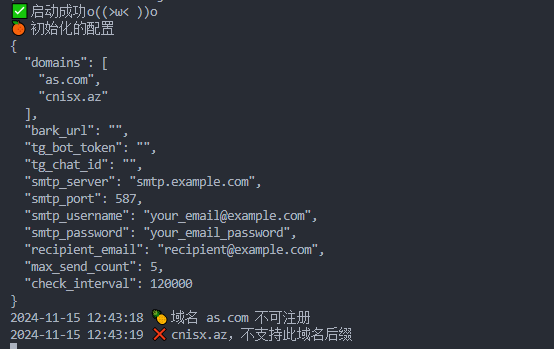 ✅ 启动成功o((>ω< ))o
🍊 初始化的配置
{
  "domains": [
    "as.com",
    "cnisx.az"
  ],
  "bark_url": "",
  "tg_bot_token": "",
  "tg_chat_id": "",
  "smtp_server": "smtp.example.com",
  "smtp_port": 587,
  "smtp_username": "your_email@example.com",
  "smtp_password": "your_email_password",
  "recipient_email": "recipient@example.com",
  "max_send_count": 5,
  "check_interval": 120000
}
2024-11-15 12:43:18 🍍 域名 as.com 不可注册
2024-11-15 12:43:19 ❌ cnisx.az，不支持此域名后缀